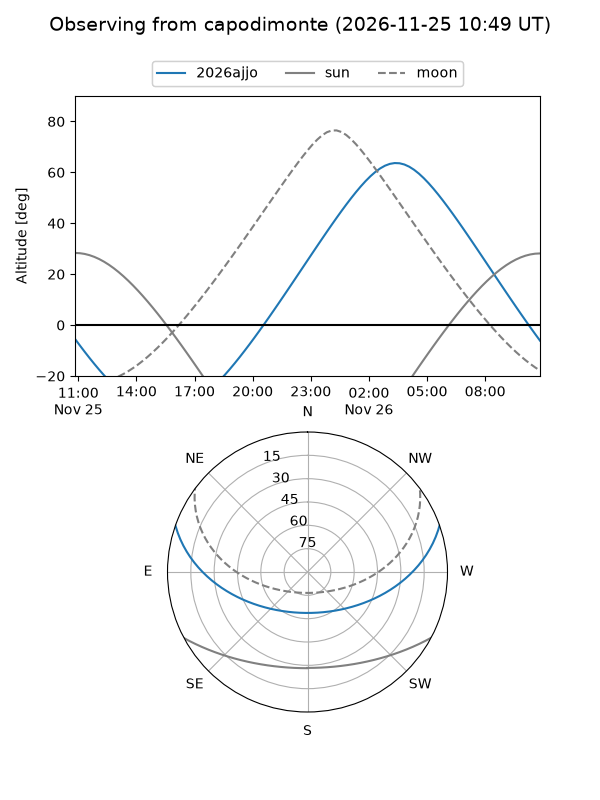 Observing from capodimonte (2026-11-25 10:49 UT)
2026ajjo sun moon
Altitude [deg]
80
60
40
20
0
−20
11:00 14:00 17:00 20:00 23:00 02:00 05:00 08:00
Nov 25 Nov 26
N
NE NW
15
30
45
60
75
E W
SE SW
S